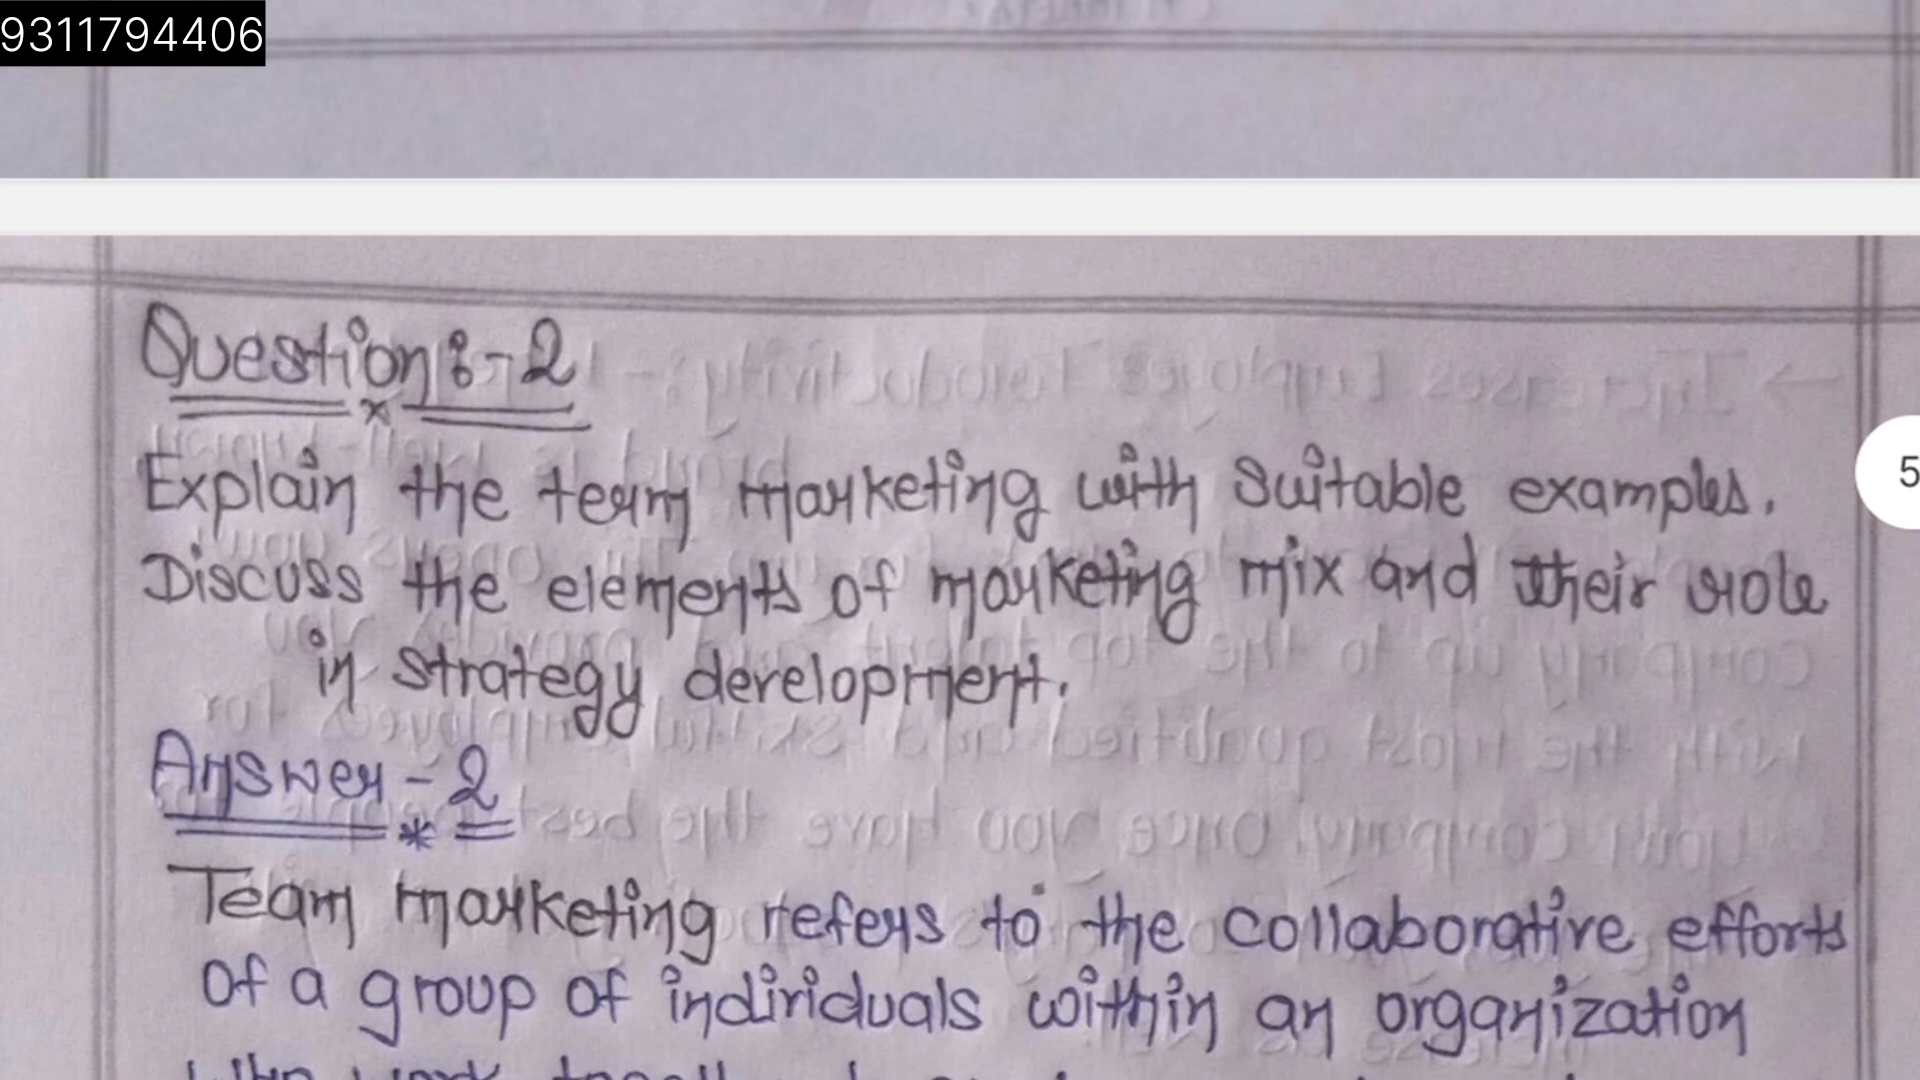 9311794406
Question :- 2
Explain the term marketing with suitable examples.
Discuss the elements of marketing mix and their role
in strategy development.
5
Answer - 2
Team marketing refers to the collaborative efforts
of a group of individuals within an organization
who work